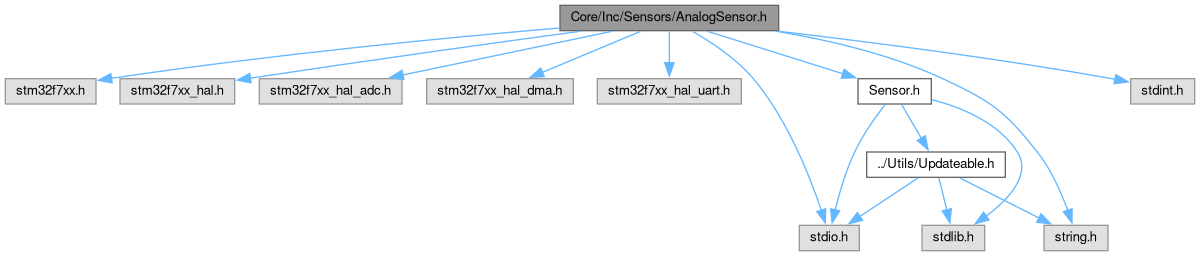 Core/Inc/Sensors/AnalogSensor.h
stm32f7xx.h
stm32f7xx_hal.h
stm32f7xx_hal_adc.h
stm32f7xx_hal_dma.h
stm32f7xx_hal_uart.h
Sensor.h
stdint.h
../Utils/Updateable.h
stdio.h
stdlib.h
string.h